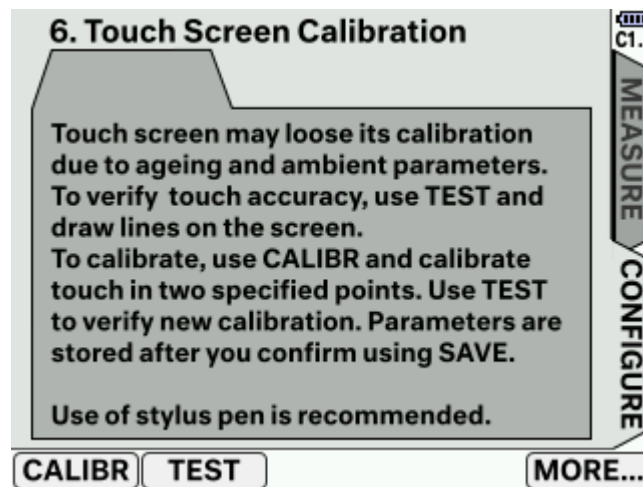 6. Touch Screen Calibration
C1.
MEASURE
Touch screen may loose its calibration
due to ageing and ambient parameters.
To verify touch accuracy, use TEST and
draw lines on the screen.
To calibrate, use CALIBR and calibrate
touch in two specified points. Use TEST
to verify new calibration. Parameters are
stored after you confirm using SAVE.
Use of stylus pen is recommended.
CONFIGURE
CALIBR
TEST
MORE...